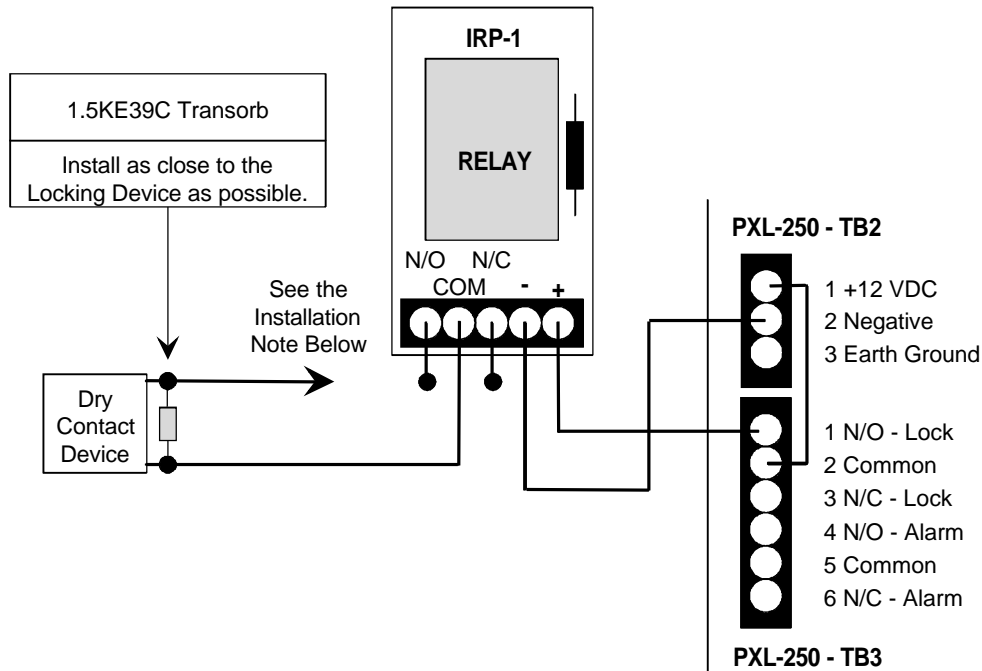 IRP-1
1.5KE39C Transorb
Install as close to the
Locking Device as possible.
RELAY
N/O N/C
COM - +
See the
Installation
Note Below
Dry
Contact
Device
PXL-250 - TB2
1 +12 VDC
2 Negative
3 Earth Ground
1 N/O - Lock
2 Common
3 N/C - Lock
4 N/O - Alarm
5 Common
6 N/C - Alarm
PXL-250 - TB3